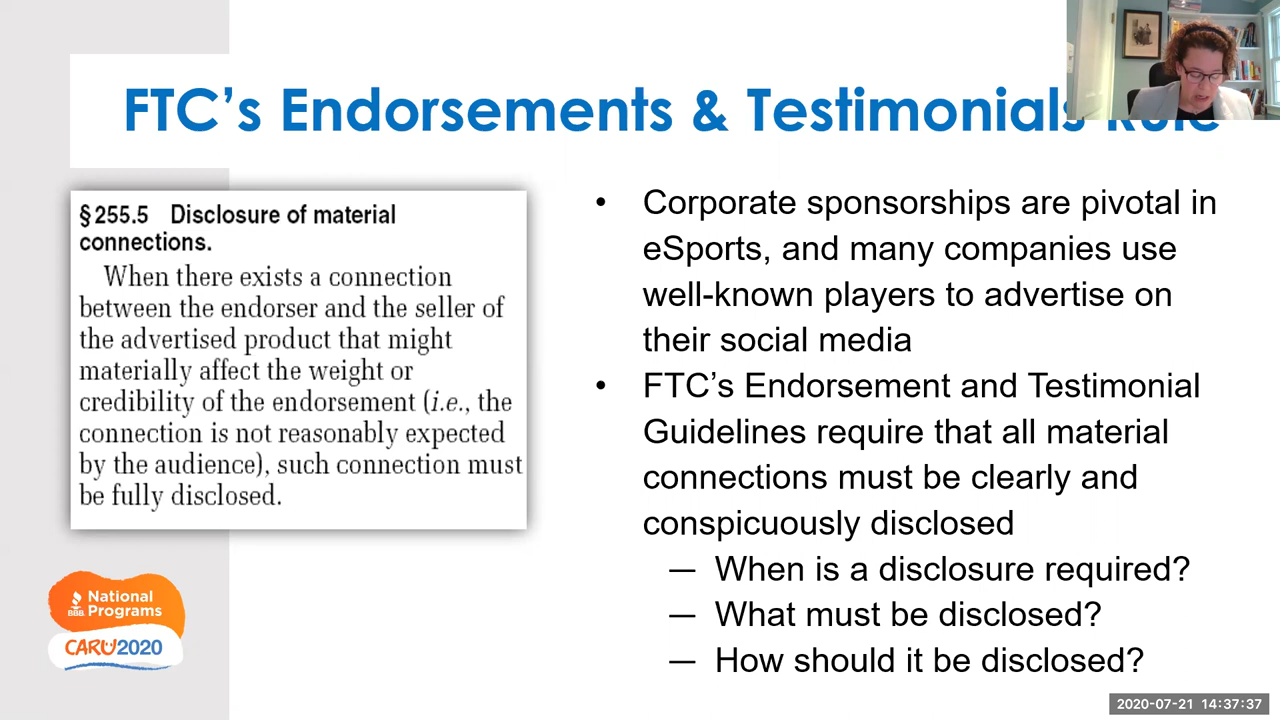 FTC’s Endorsements & Testimonials
§ 255.5 Disclosure of material
connections.
When there exists a connection
between the endorser and the seller of
the advertised product that might
materially affect the weight or
credibility of the endorsement (i.e., the
connection is not reasonably expected
by the audience), such connection must
be fully disclosed.
• Corporate sponsorships are pivotal in
eSports, and many companies use
well-known players to advertise on
their social media
• FTC’s Endorsement and Testimonial
Guidelines require that all material
connections must be clearly and
conspicuously disclosed
— When is a disclosure required?
— What must be disclosed?
— How should it be disclosed?
BBB. National
Programs
CARU2020
2020-07-21 14:37:37